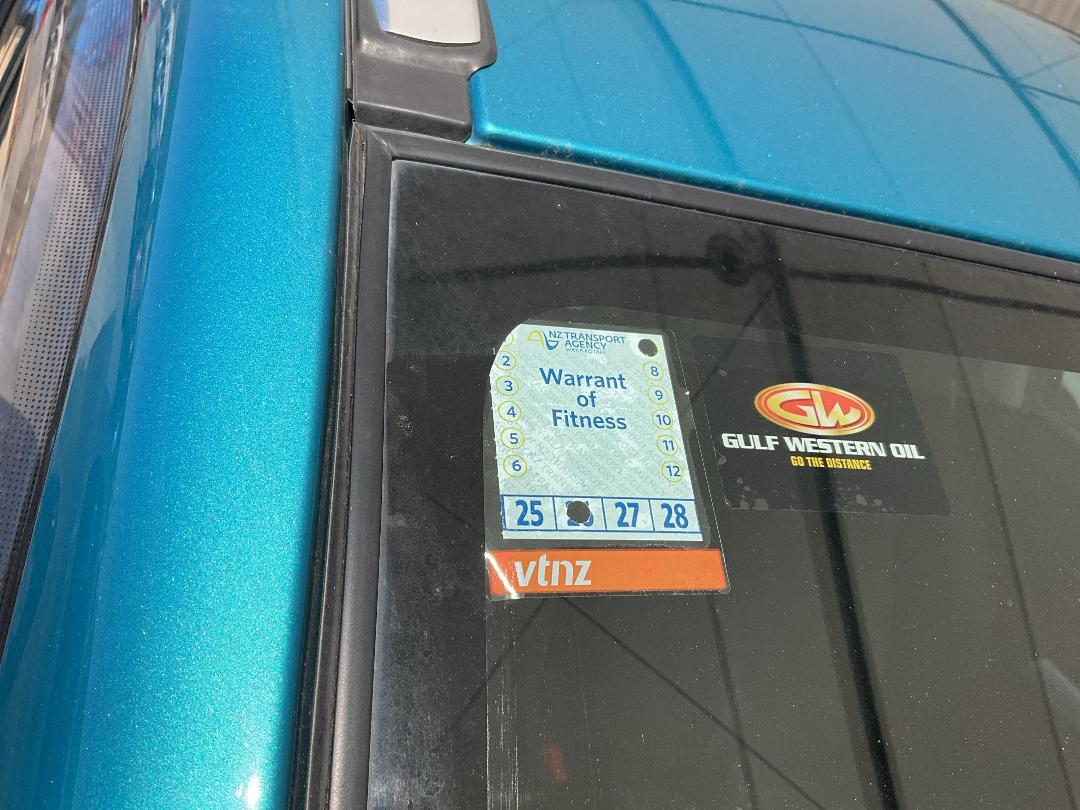 NZ TRANSPORT
AGENCY
WAKA KOTAHI
Warrant
of
Fitness
2
3
4
5
6
8
9
10
11
12
25 27 28
vtnz
GW
GULF WESTERN OIL
GO THE DISTANCE